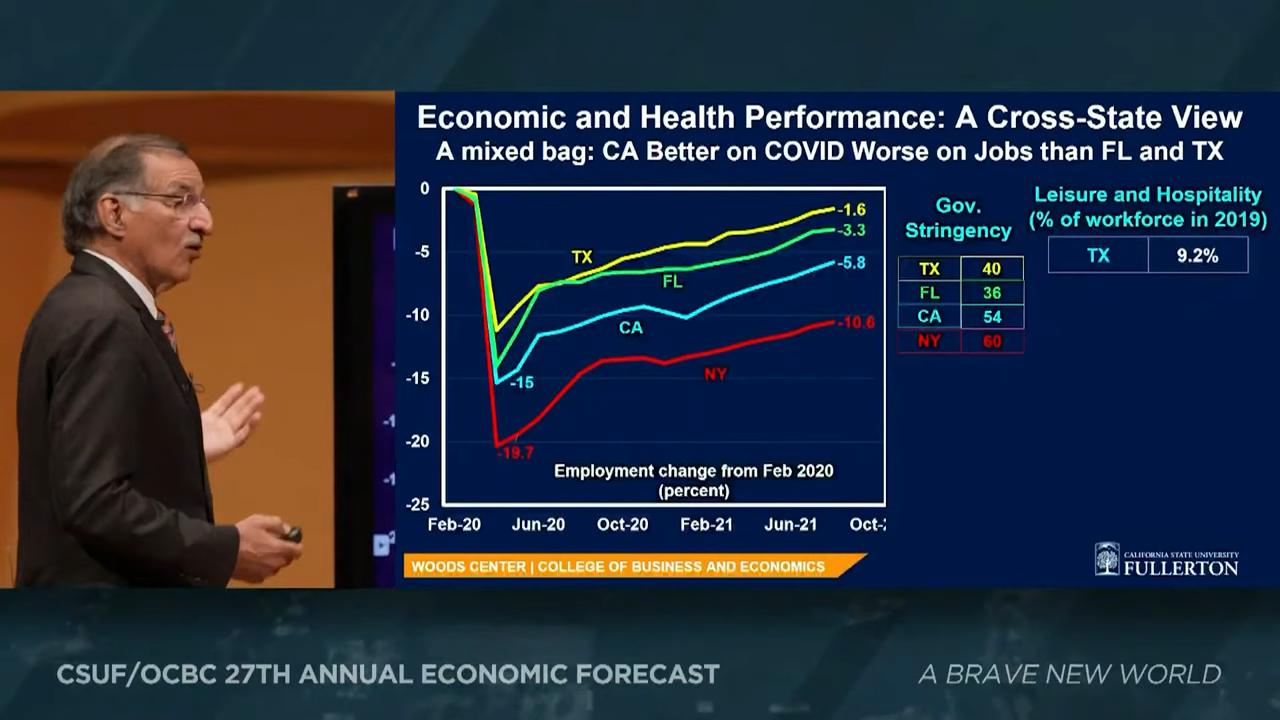 Economic and Health Performance: A Cross-State View
A mixed bag: CA Better on COVID Worse on Jobs than FL and TX
0
-5
-10
-15
-20
-25
TX
FL
CA
NY
-1.6
-3.3
-5.8
-10.6
-15
-19.7
Employment change from Feb 2020
(percent)
Feb-20 Jun-20 Oct-20 Feb-21 Jun-21 Oct-2
Gov.
Stringency
TX 40
FL 36
CA 54
NY 60
Leisure and Hospitality
(% of workforce in 2019)
TX 9.2%
WOODS CENTER | COLLEGE OF BUSINESS AND ECONOMICS
CALIFORNIA STATE UNIVERSITY
FULLERTON
CSUF/OCBC 27TH ANNUAL ECONOMIC FORECAST
A BRAVE NEW WORLD